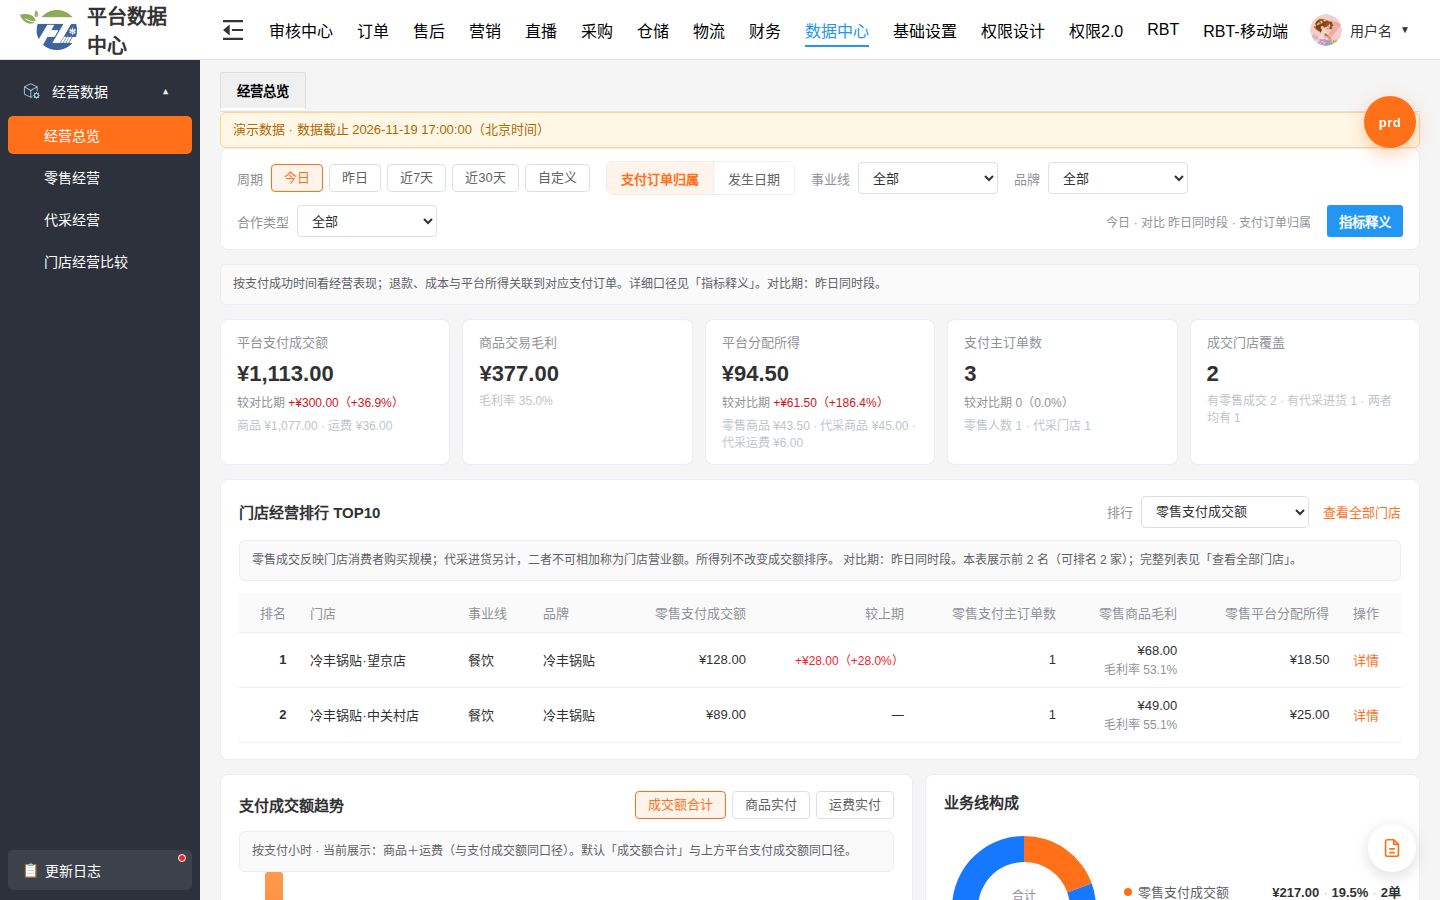 平台数据
中心
审核中心 订单 售后 营销 直播 采购 仓储 物流 财务 数据中心 基础设置 权限设计 权限2.0 RBT RBT-移动端 用户名 ▼
经营数据 ▲
经营总览
零售经营
代采经营
门店经营比较
📋 更新日志
经营总览
演示数据 · 数据截止 2026-11-19 17:00:00（北京时间）
prd
周期 今日 昨日 近7天 近30天 自定义 支付订单归属 发生日期 事业线 全部 品牌 全部
合作类型 全部 今日 · 对比 昨日同时段 · 支付订单归属 指标释义
按支付成功时间看经营表现；退款、成本与平台所得关联到对应支付订单。详细口径见「指标释义」。对比期：昨日同时段。
平台支付成交额
¥1,113.00
较对比期 +¥300.00（+36.9%）
商品 ¥1,077.00 · 运费 ¥36.00
商品交易毛利
¥377.00
毛利率 35.0%
平台分配所得
¥94.50
较对比期 +¥61.50（+186.4%）
零售商品 ¥43.50 · 代采商品 ¥45.00 ·
代采运费 ¥6.00
支付主订单数
3
较对比期 0（0.0%）
零售人数 1 · 代采门店 1
成交门店覆盖
2
有零售成交 2 · 有代采进货 1 · 两者
均有 1
门店经营排行 TOP10 排行 零售支付成交额 查看全部门店
零售成交反映门店消费者购买规模；代采进货另计，二者不可相加称为门店营业额。所得列不改变成交额排序。 对比期：昨日同时段。本表展示前 2 名（可排名 2 家）；完整列表见「查看全部门店」。
排名 门店 事业线 品牌 零售支付成交额 较上期 零售支付主订单数 零售商品毛利 零售平台分配所得 操作
1 冷丰锅贴·望京店 餐饮 冷丰锅贴 ¥128.00 +¥28.00（+28.0%） 1 ¥68.00 ¥18.50 详情
毛利率 53.1%
2 冷丰锅贴·中关村店 餐饮 冷丰锅贴 ¥89.00 — 1 ¥49.00 ¥25.00 详情
毛利率 55.1%
支付成交额趋势 成交额合计 商品实付 运费实付
按支付小时 · 当前展示：商品＋运费（与支付成交额同口径）。默认「成交额合计」与上方平台支付成交额同口径。
业务线构成
合计
零售支付成交额 ¥217.00 · 19.5% · 2单